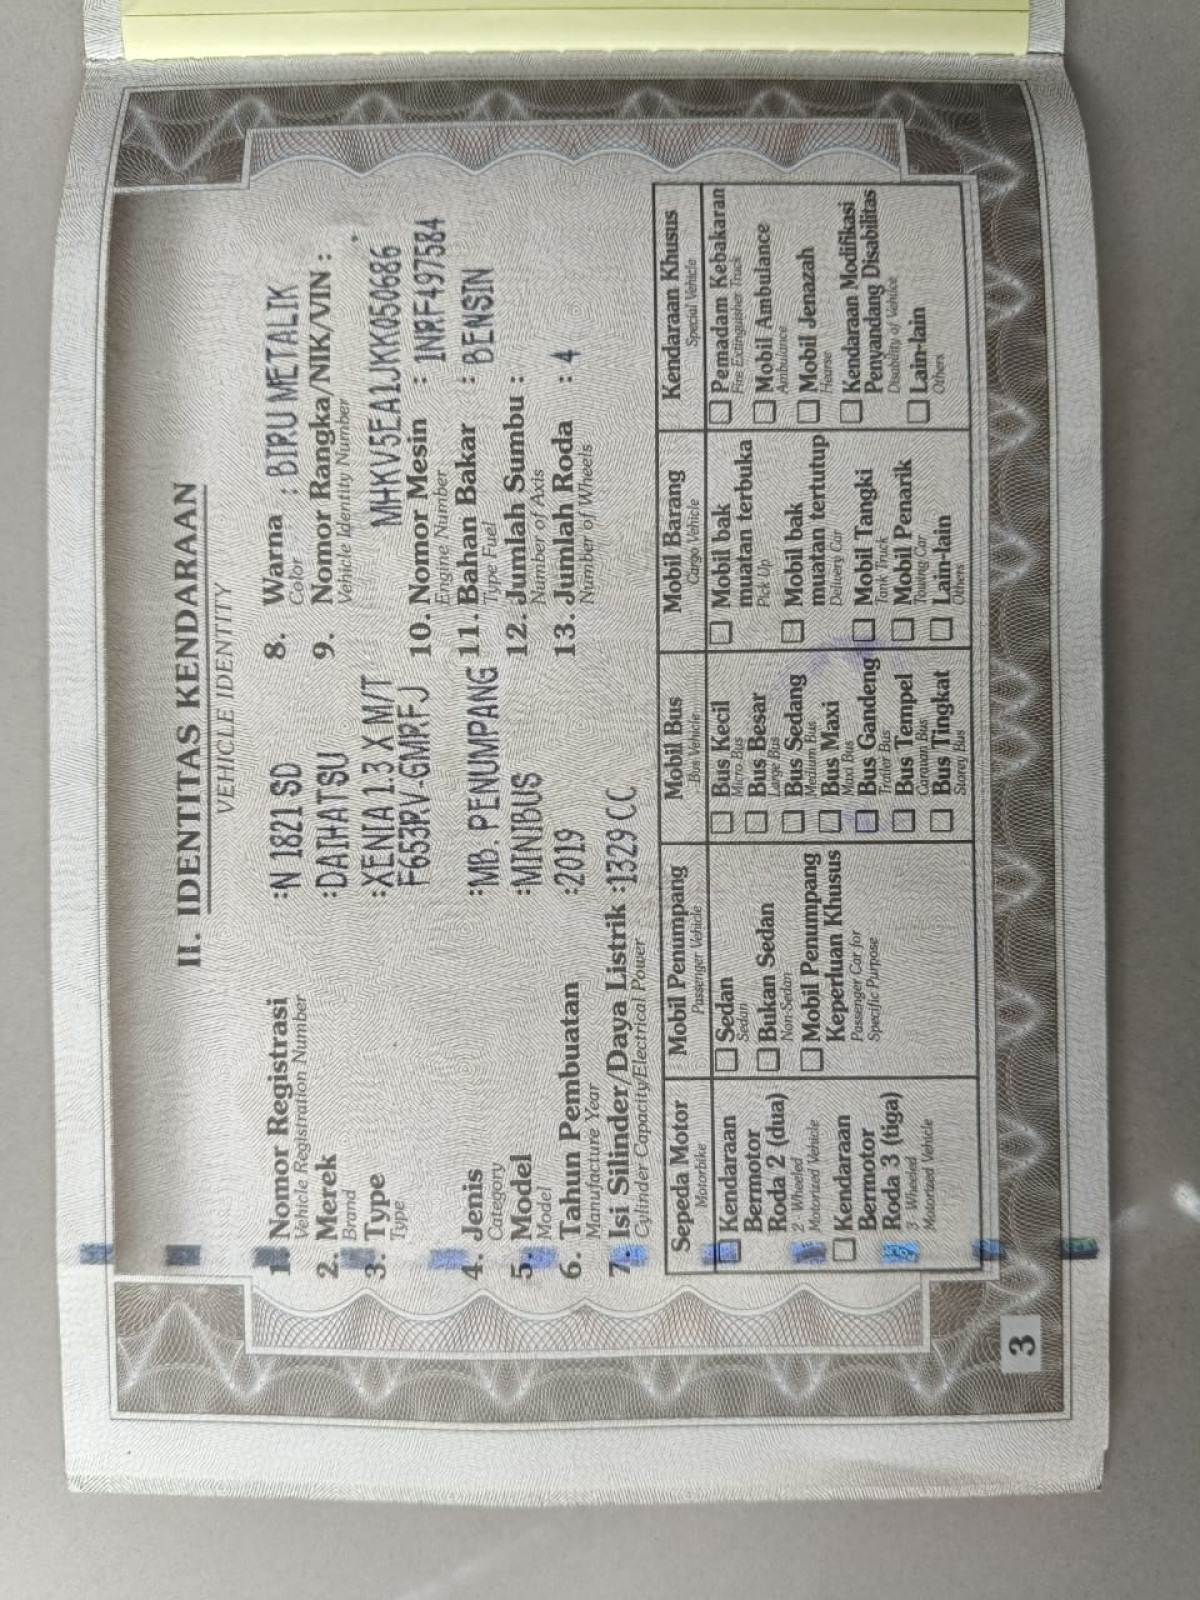 II. IDENTITAS KENDARAAN
VEHICLE IDENTITY
1. Nomor Registrasi :N 1821 SD
Vehicle Registration Number
2. Merek :DAIHATSU
Brand
3. Type :XENIA 1.3 X M/T
Type F653RV-GMRFJ
4. Jenis :MB. PENUMPANG
Category
5. Model :MINIBUS
Model
6. Tahun Pembuatan :2019
Manufacture Year
7. Isi Silinder/Daya Listrik :1329 CC
Cylinder Capacity/Electrical Power
8. Warna : BIRU METALIK
Color
9. Nomor Rangka/NIK/VIN :
Vehicle Identity Number
MHKV5EA1JKK050686
10. Nomor Mesin : 1NRF497584
Engine Number
11. Bahan Bakar : BENSIN
Type Fuel
12. Jumlah Sumbu :
Number of Axis
13. Jumlah Roda : 4
Number of Wheels
Sepeda Motor
Motorbike
Kendaraan
Bermotor
Roda 2 (dua)
2 - Wheeled
Motorized Vehicle
Kendaraan
Bermotor
Roda 3 (tiga)
3 - Wheeled
Motorized Vehicle
Mobil Penumpang
Passenger Vehicle
Sedan
Sedan
Bukan Sedan
Non-Sedan
Mobil Penumpang
Keperluan Khusus
Passenger Car for
Specific Purpose
Mobil Bus
Bus Vehicle
Bus Kecil
Micro Bus
Bus Besar
Large Bus
Bus Sedang
Medium Bus
Bus Maxi
Maxi Bus
Bus Gandeng
Trailer Bus
Bus Tempel
Caravan Bus
Bus Tingkat
Storey Bus
Mobil Barang
Cargo Vehicle
Mobil bak
muatan terbuka
Pick Up
Mobil bak
muatan tertutup
Delivery Car
Mobil Tangki
Tank Truck
Mobil Penarik
Towing Car
Lain-lain
Others
Kendaraan Khusus
Special Vehicle
Pemadam Kebakaran
Fire Extinguisher Truck
Mobil Ambulance
Ambulance
Mobil Jenazah
Hearse
Kendaraan Modifikasi
Penyandang Disabilitas
Disability of Vehicle
Lain-lain
Others
3